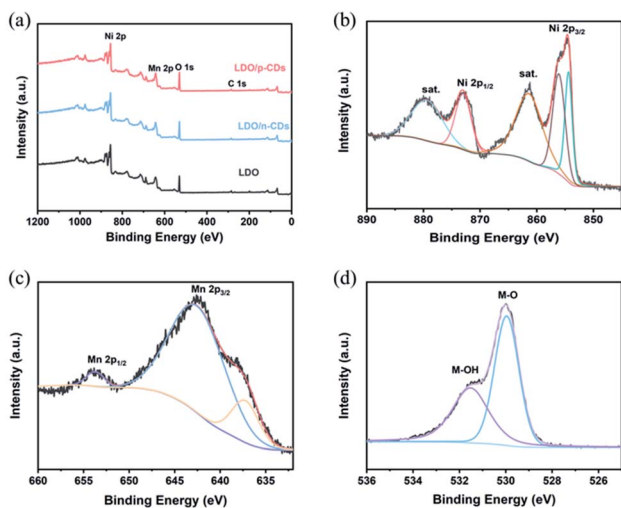 (a)
Ni 2p
Mn 2p O 1s
C 1s
LDO/p-CDs
LDO/n-CDs
LDO
Intensity (a.u.)
1200 1000 800 600 400 200 0
Binding Energy (eV)
(b)
Ni 2p3/2
sat.
Ni 2p1/2
sat.
Intensity (a.u.)
890 880 870 860 850
Binding Energy (eV)
(c)
Mn 2p3/2
Mn 2p1/2
Intensity (a.u.)
660 655 650 645 640 635
Binding Energy (eV)
(d)
M-O
M-OH
Intensity (a.u.)
536 534 532 530 528 526
Binding Energy (eV)